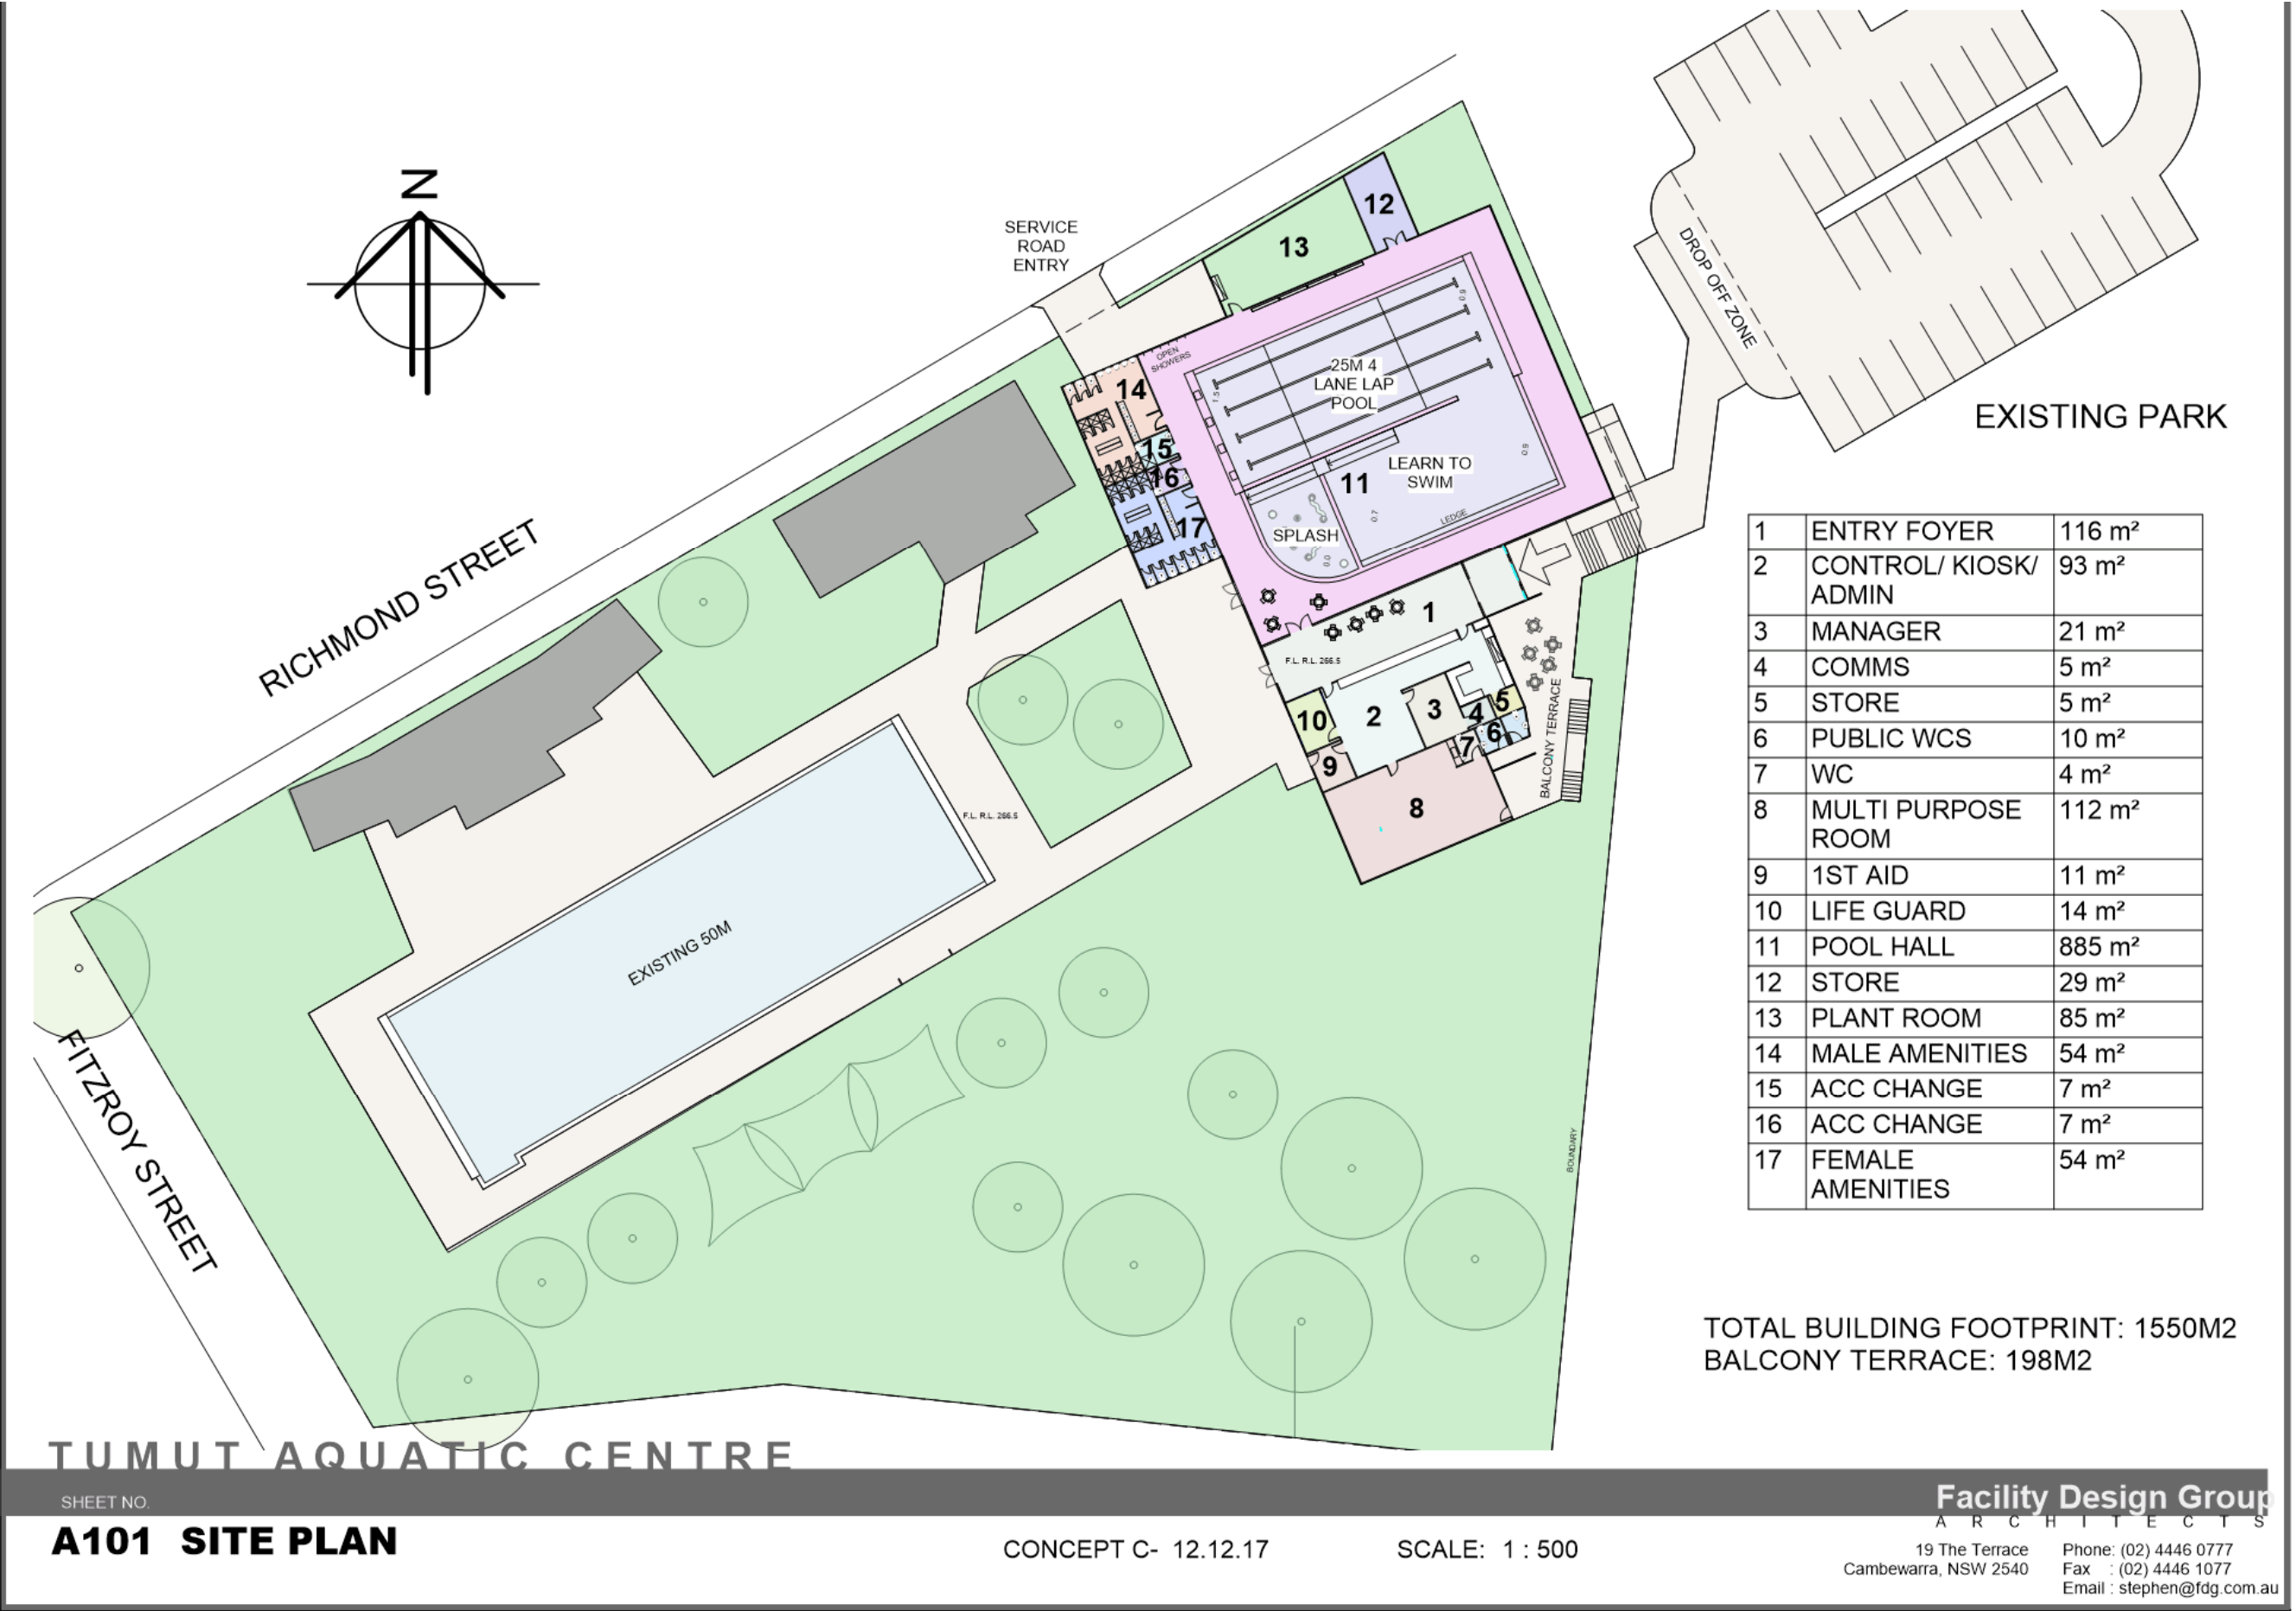 N
SERVICE
ROAD
ENTRY
RICHMOND STREET
FITZROY STREET
EXISTING 50M
F.L. R.L. 266.5
12
13
OPEN
SHOWERS
14
15
16
17
25M 4
LANE LAP
POOL
0.9
1.5
LEARN TO
SWIM
11
0.9
0.7
SPLASH
LEDGE
1
F.L. R.L. 266.5
10
2
3
4
5
6
7
9
8
BALCONY TERRACE
BOUNDARY
DROP OFF ZONE
EXISTING PARK
1 ENTRY FOYER 116 m²
2 CONTROL/ KIOSK/ 93 m²
ADMIN
3 MANAGER 21 m²
4 COMMS 5 m²
5 STORE 5 m²
6 PUBLIC WCS 10 m²
7 WC 4 m²
8 MULTI PURPOSE 112 m²
ROOM
9 1ST AID 11 m²
10 LIFE GUARD 14 m²
11 POOL HALL 885 m²
12 STORE 29 m²
13 PLANT ROOM 85 m²
14 MALE AMENITIES 54 m²
15 ACC CHANGE 7 m²
16 ACC CHANGE 7 m²
17 FEMALE 54 m²
AMENITIES
TOTAL BUILDING FOOTPRINT: 1550M2
BALCONY TERRACE: 198M2
TUMUT AQUATIC CENTRE
SHEET NO.
A101 SITE PLAN
CONCEPT C- 12.12.17
SCALE: 1 : 500
Facility Design Group
ARCHITECTS
19 The Terrace
Cambewarra, NSW 2540
Phone: (02) 4446 0777
Fax : (02) 4446 1077
Email : stephen@fdg.com.au